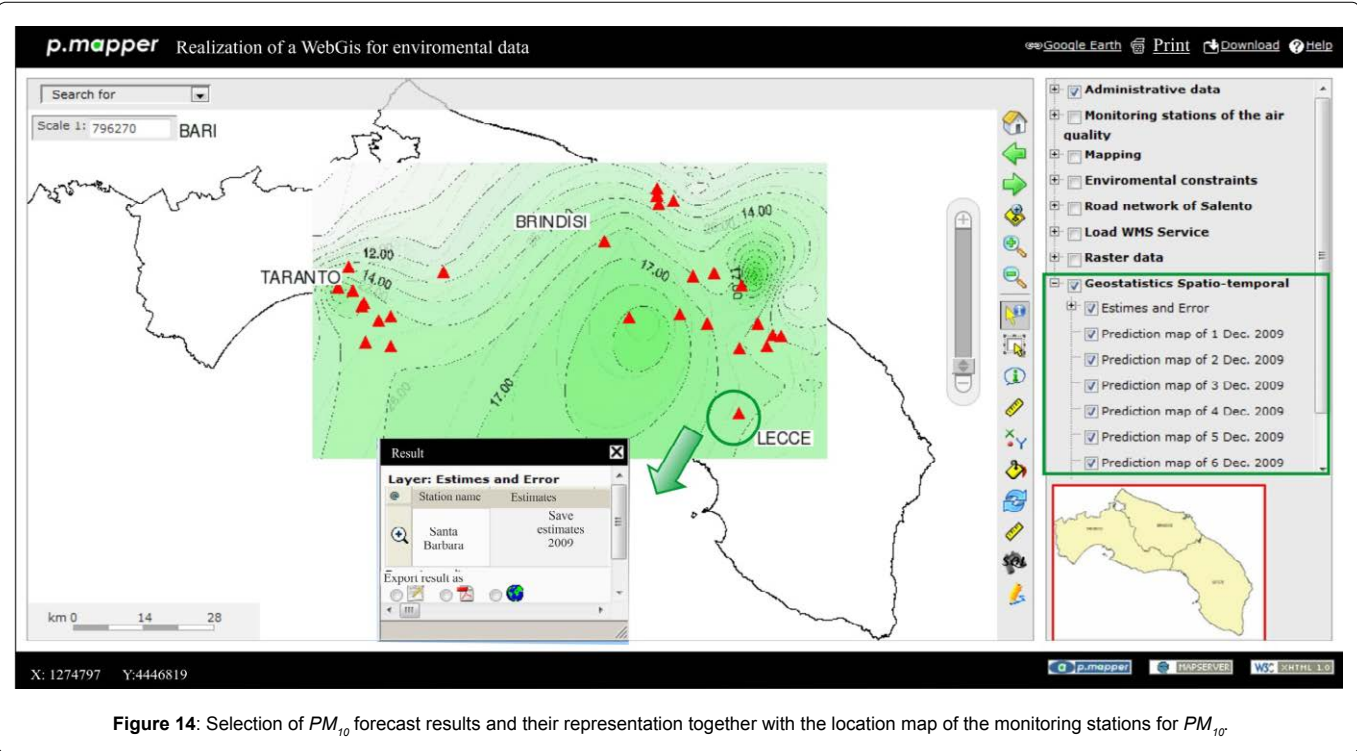 p.mapper Realization of a WebGis for enviromental data
Google Earth Print Download Help
Search for
Scale 1: 796270
BARI
BRINDISI
TARANTO
LECCE
12.00
14.00
14.00
17.00
17.00
17.00
km 0 14 28
Result
Layer: Estimes and Error
Station name Estimates
Santa
Barbara
Save
estimates
2009
Export result as
SQL
Administrative data
Monitoring stations of the air
quality
Mapping
Enviromental constraints
Road network of Salento
Load WMS Service
Raster data
Geostatistics Spatio-temporal
Estimes and Error
Prediction map of 1 Dec. 2009
Prediction map of 2 Dec. 2009
Prediction map of 3 Dec. 2009
Prediction map of 4 Dec. 2009
Prediction map of 5 Dec. 2009
Prediction map of 6 Dec. 2009
X: 1274797 Y:4446819
p.mapper MAPSERVER W3C XHTML 1.0
Figure 14: Selection of PM10 forecast results and their representation together with the location map of the monitoring stations for PM10.